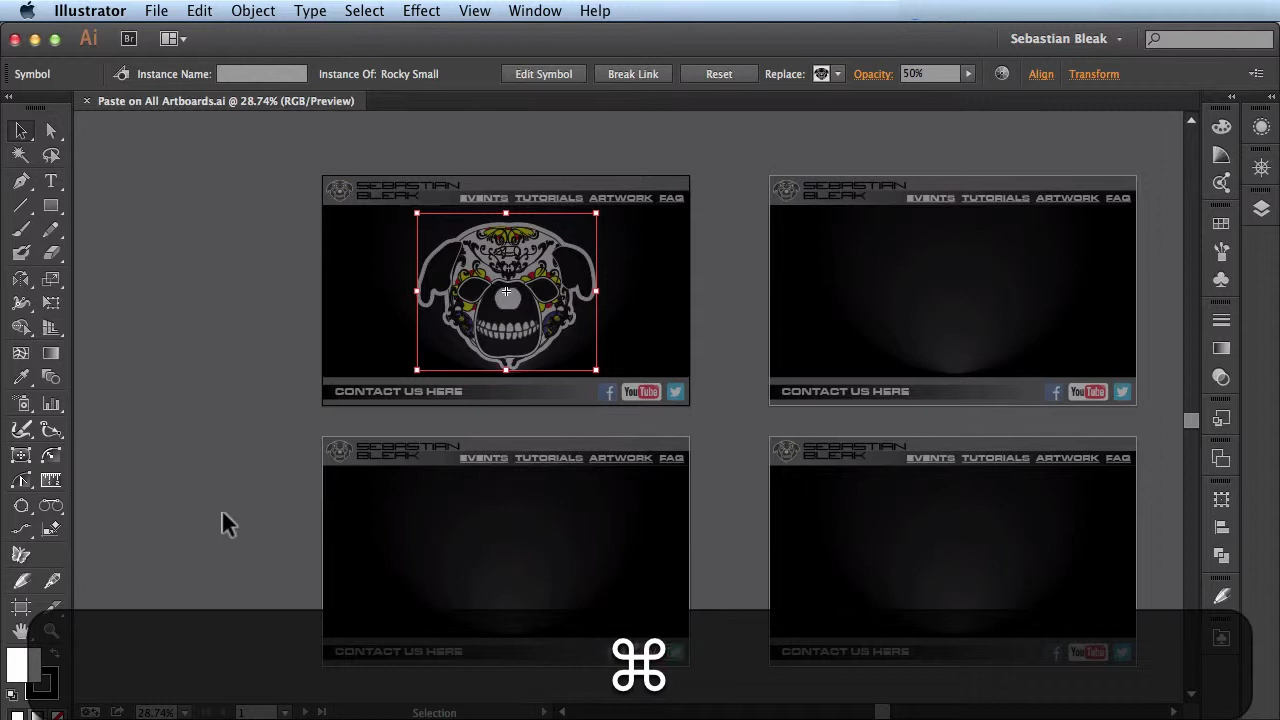 Illustrator File Edit Object Type Select Effect View Window Help
Ai Br Sebastian Bleak
Symbol Instance Name: Instance Of: Rocky Small Edit Symbol Break Link Reset Replace: Opacity: 50% Align Transform
× Paste on All Artboards.ai @ 28.74% (RGB/Preview)
SEBASTIAN
BLEAK
EVENTS TUTORIALS ARTWORK FAQ
CONTACT US HERE f YouTube
SEBASTIAN
BLEAK
EVENTS TUTORIALS ARTWORK FAQ
CONTACT US HERE f YouTube
SEBASTIAN
BLEAK
EVENTS TUTORIALS ARTWORK FAQ
CONTACT US HERE
SEBASTIAN
BLEAK
EVENTS TUTORIALS ARTWORK FAQ
CONTACT US HERE f YouTube
⌘
28.74% 1 Selection